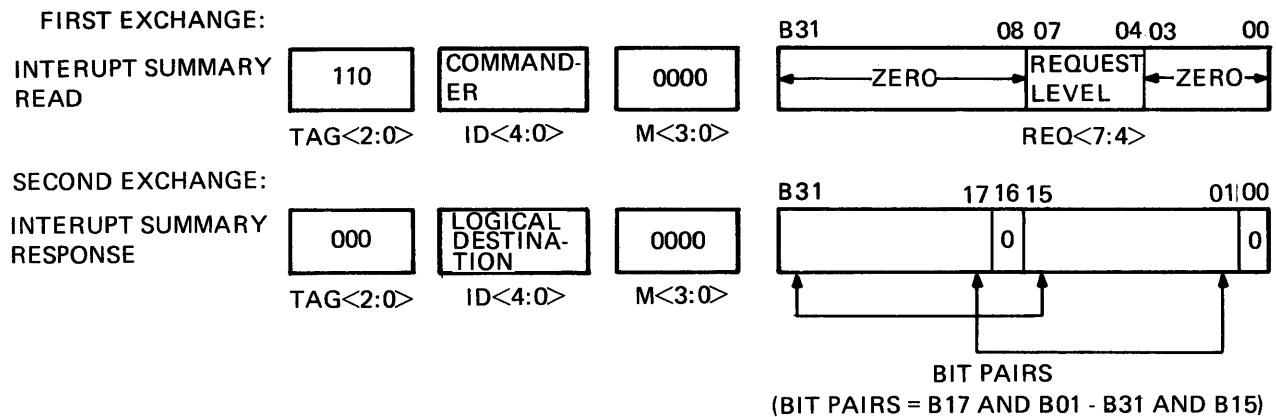 FIRST EXCHANGE:
B31 08 07 04 03 00
INTERUPT SUMMARY READ
110
COMMAND-
ER
0000
ZERO
REQUEST
LEVEL
ZERO
TAG<2:0> ID<4:0> M<3:0> REQ<7:4>
SECOND EXCHANGE:
B31 17 16 15 01 00
INTERUPT SUMMARY
RESPONSE
000
LOGICAL
DESTINA-
TION
0000
0
0
TAG<2:0> ID<4:0> M<3:0>
BIT PAIRS
(BIT PAIRS = B17 AND B01 - B31 AND B15)